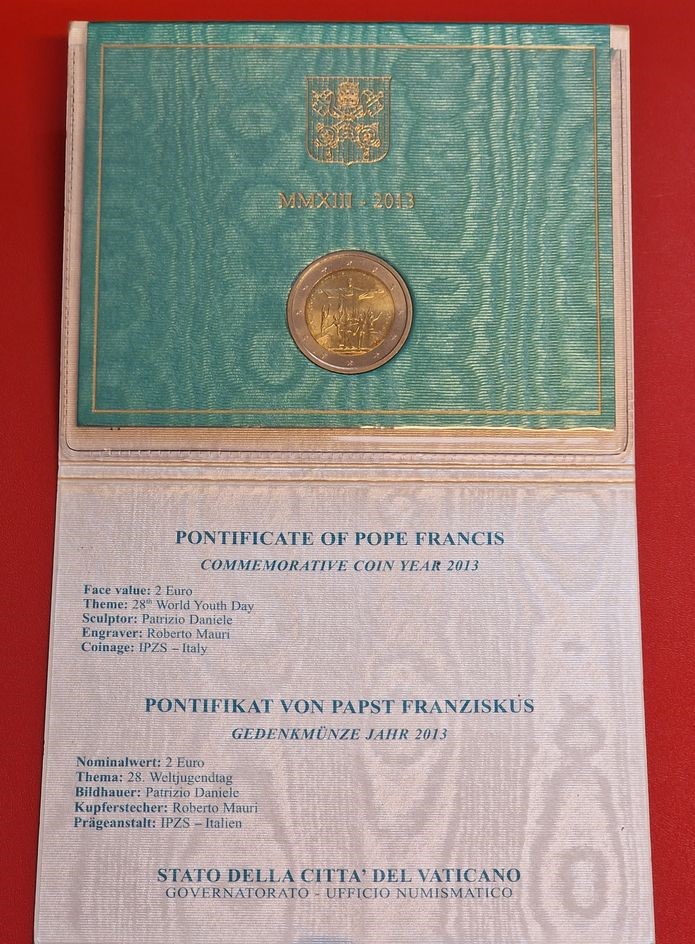 MMXIII - 2013
PONTIFICATE OF POPE FRANCIS
COMMEMORATIVE COIN YEAR 2013
Face value: 2 Euro
Theme: 28th World Youth Day
Sculptor: Patrizio Daniele
Engraver: Roberto Mauri
Coinage: IPZS – Italy
PONTIFIKAT VON PAPST FRANZISKUS
GEDENKMÜNZE JAHR 2013
Nominalwert: 2 Euro
Thema: 28. Weltjugendtag
Bildhauer: Patrizio Daniele
Kupferstecher: Roberto Mauri
Prägeanstalt: IPZS – Italien
STATO DELLA CITTA' DEL VATICANO
GOVERNATORATO - UFFICIO NUMISMATICO